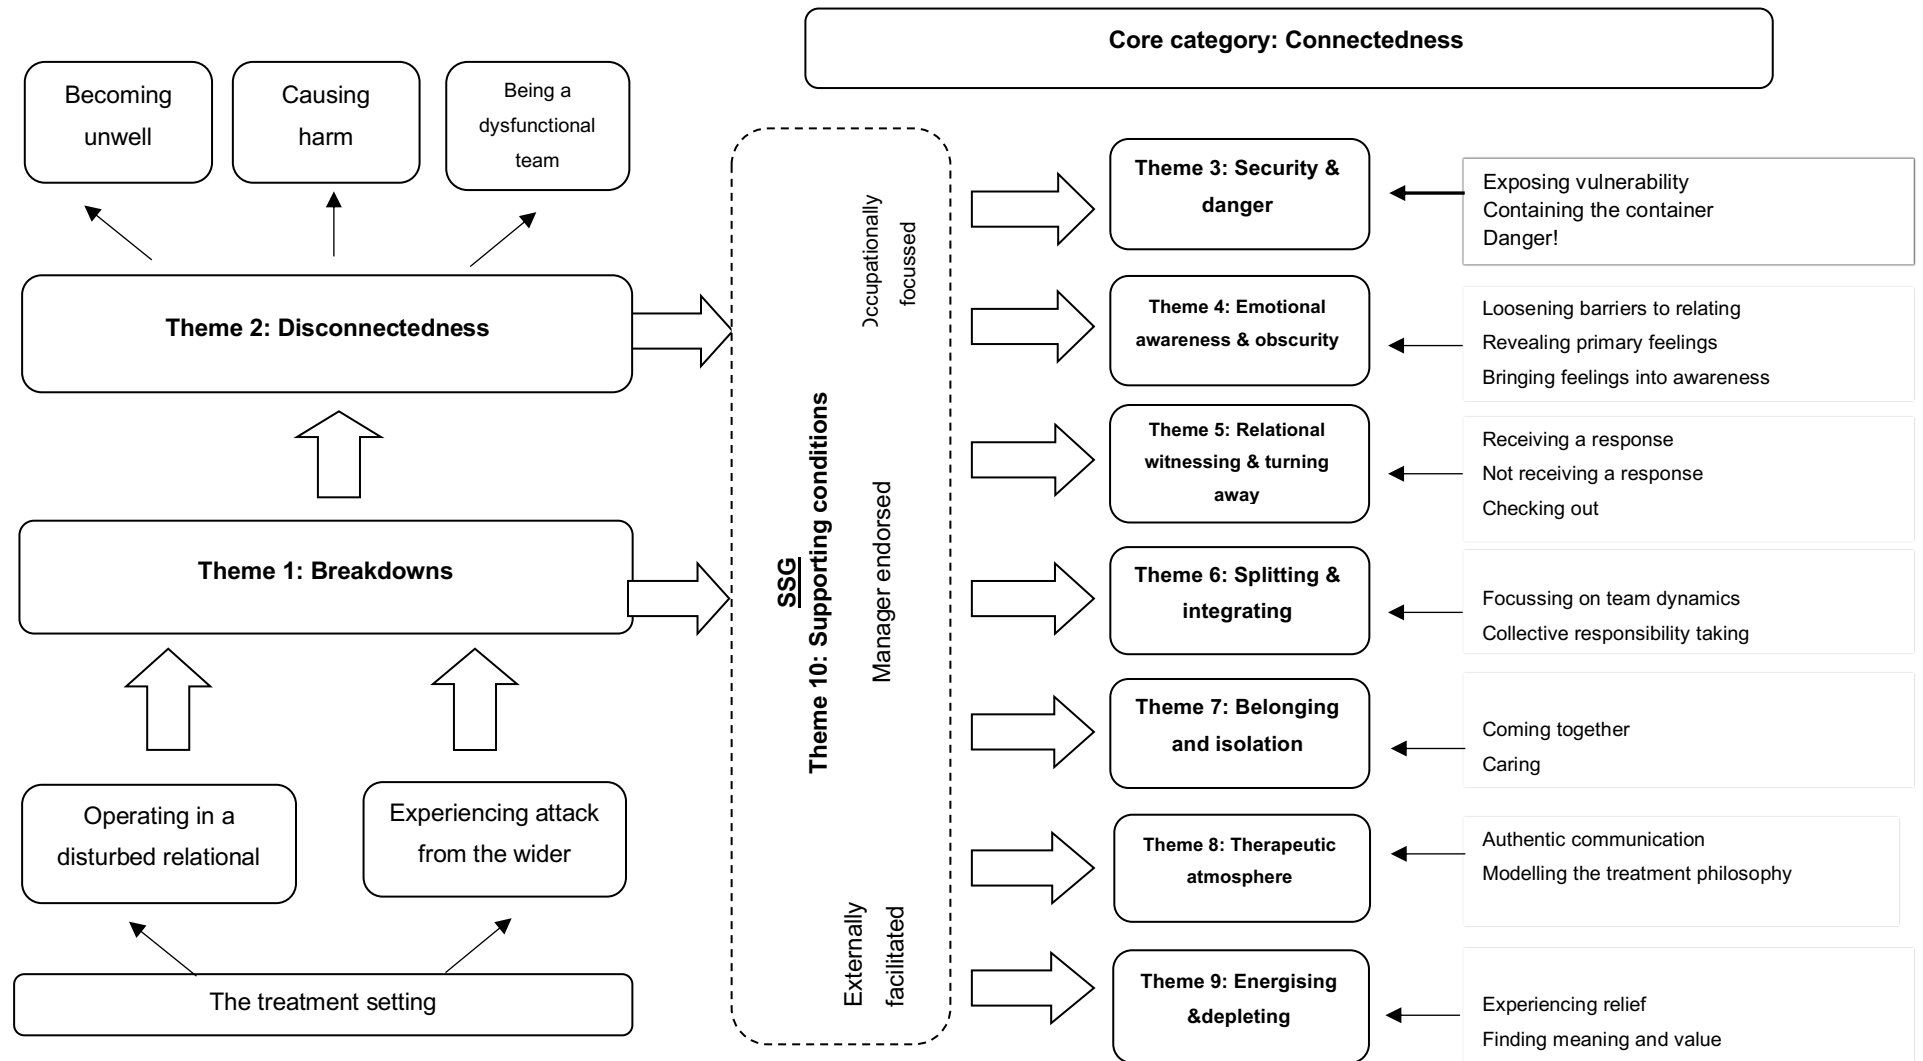 Core category: Connectedness
Becoming
unwell
Causing
harm
Being a
dysfunctional
team
Theme 2: Disconnectedness
Theme 1: Breakdowns
Operating in a
disturbed relational
Experiencing attack
from the wider
The treatment setting
SSG
Theme 10: Supporting conditions
Occupationally
focussed
Manager endorsed
Externally
facilitated
Theme 3: Security &
danger
Exposing vulnerability
Containing the container
Danger!
Theme 4: Emotional
awareness & obscurity
Loosening barriers to relating
Revealing primary feelings
Bringing feelings into awareness
Theme 5: Relational
witnessing & turning
away
Receiving a response
Not receiving a response
Checking out
Theme 6: Splitting &
integrating
Focussing on team dynamics
Collective responsibility taking
Theme 7: Belonging
and isolation
Coming together
Caring
Theme 8: Therapeutic
atmosphere
Authentic communication
Modelling the treatment philosophy
Theme 9: Energising
&depleting
Experiencing relief
Finding meaning and value